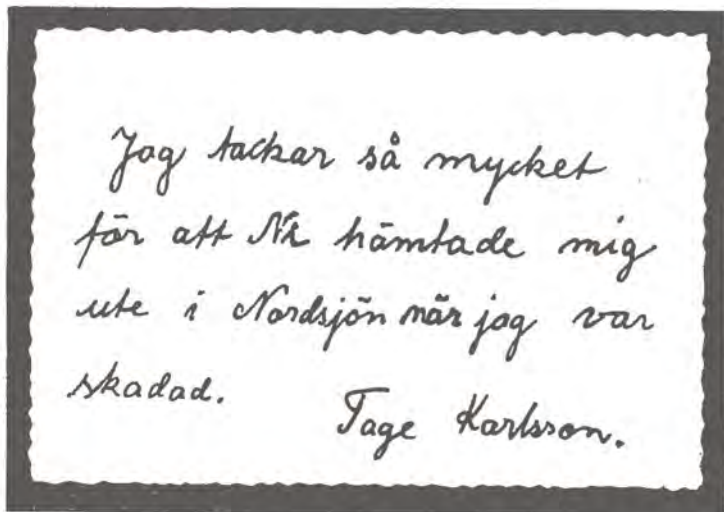 Jag tackar så mycket
för att Ni hämtade mig
ute i Nordsjön när jag var
skadad.
Tage Karlsson.